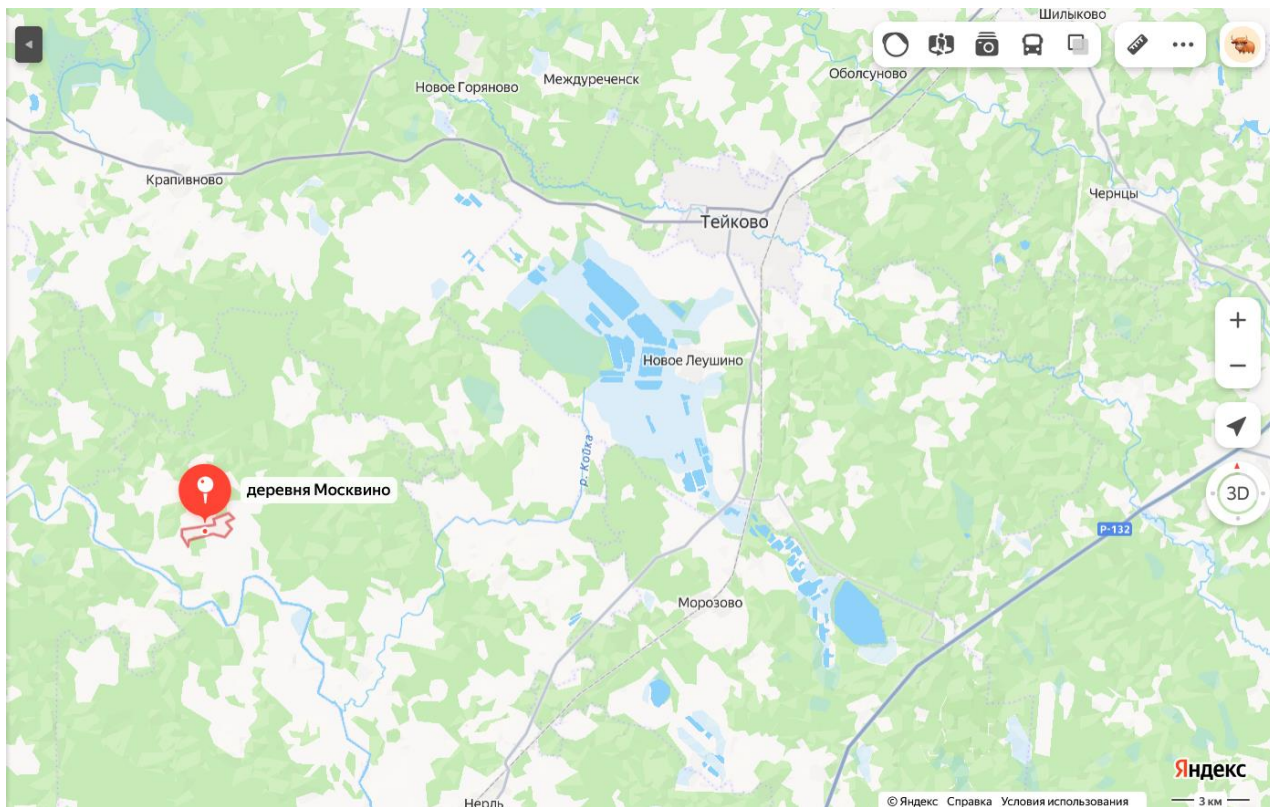 Шилыково
Оболсуново
Междуреченск
Новое Горяново
Крапивново
Чернцы
Тейково
Новое Леушино
р. Койка
деревня Москвино
3D
Р-132
Морозово
Нерль
Яндекс
© Яндекс Справка Условия использования 3 км